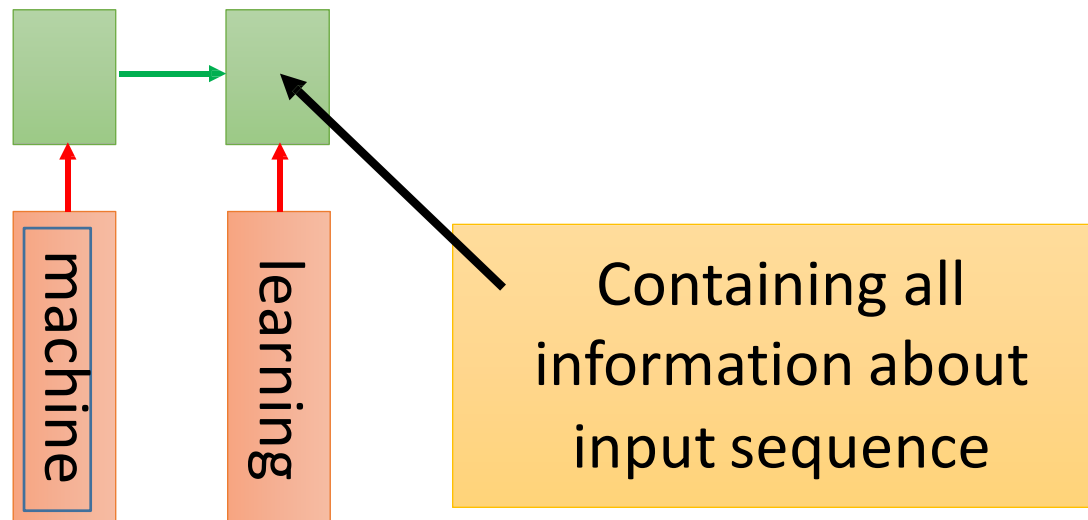 machine
learning
Containing all
information about
input sequence